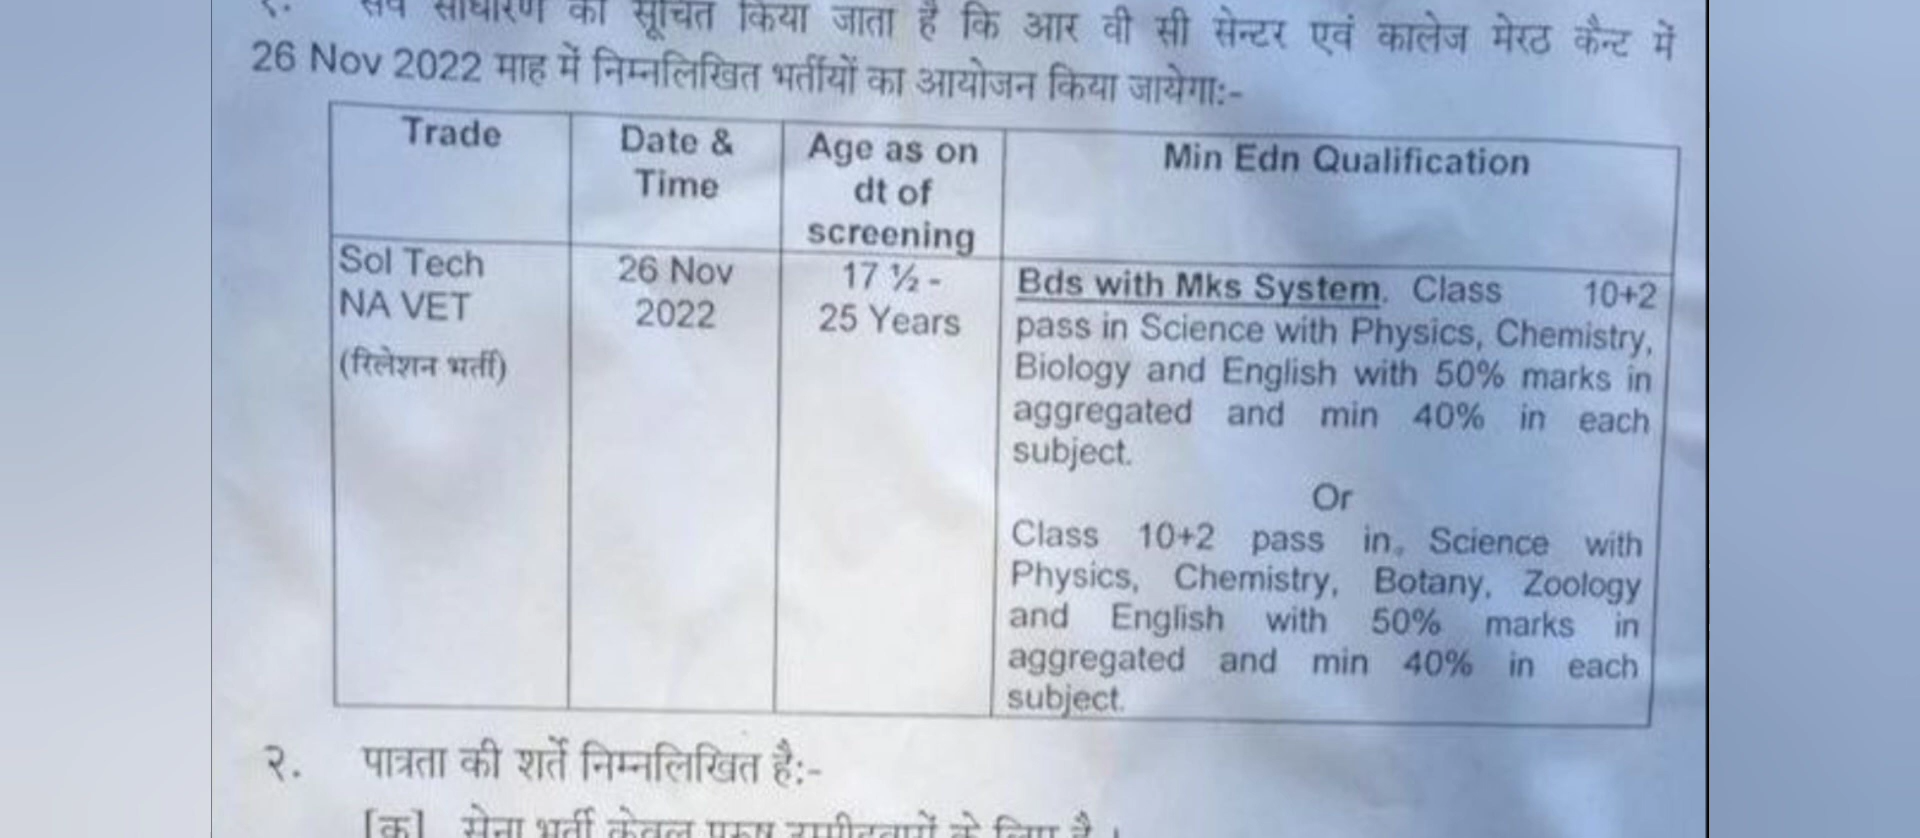 १. सर्व साधारण को सूचित किया जाता है कि आर वी सी सेन्टर एवं कालेज मेरठ कैन्ट में
26 Nov 2022 माह में निम्नलिखित भर्तीयों का आयोजन किया जायेगाः-
Trade
Date &
Time
Age as on
dt of
screening
Min Edn Qualification
Sol Tech
NA VET
(रिलेशन भर्ती)
26 Nov
2022
17 ½ -
25 Years
Bds with Mks System. Class 10+2
pass in Science with Physics, Chemistry,
Biology and English with 50% marks in
aggregated and min 40% in each
subject.
Or
Class 10+2 pass in, Science with
Physics, Chemistry, Botany, Zoology
and English with 50% marks in
aggregated and min 40% in each
subject.
२. पात्रता की शर्ते निम्नलिखित है:-
[क] सेना भर्ती केवल पुरूष उम्मीदवारों के लिए है ।